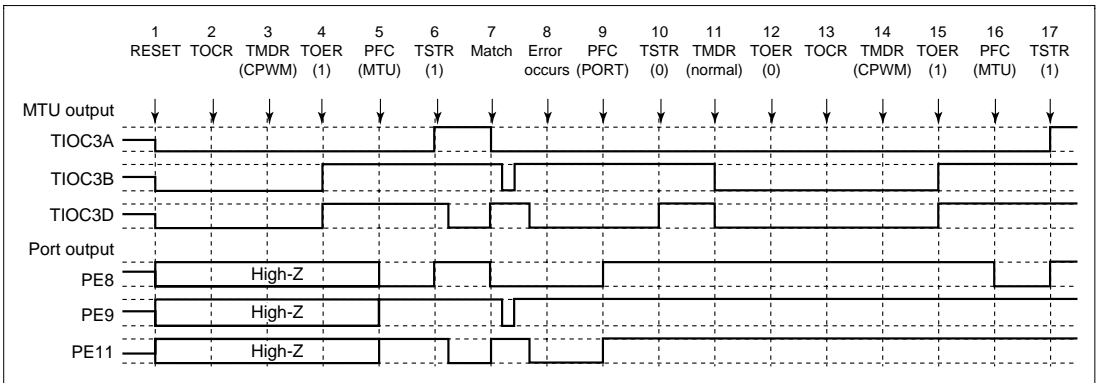 1 2 3 4 5 6 7 8 9 10 11 12 13 14 15 16 17
RESET TOCR TMDR TOER PFC TSTR Match Error PFC TSTR TMDR TOER TOCR TMDR TOER PFC TSTR
(CPWM) (1) (MTU) (1) occurs (PORT) (0) (normal) (0) (CPWM) (1) (MTU) (1)
MTU output
TIOC3A
TIOC3B
TIOC3D
Port output
PE8 High-Z
PE9 High-Z
PE11 High-Z